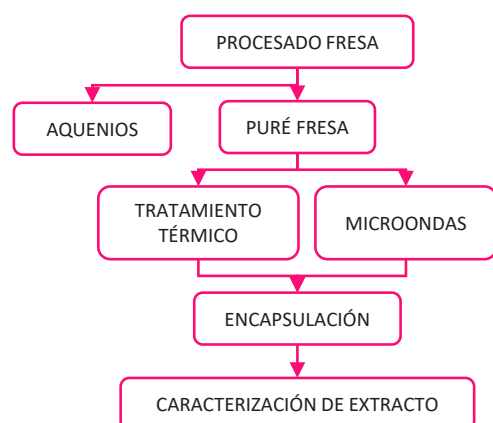 PROCESADO FRESA
AQUENIOS
PURÉ FRESA
TRATAMIENTO
TÉRMICO
MICROONDAS
ENCAPSULACIÓN
CARACTERIZACIÓN DE EXTRACTO